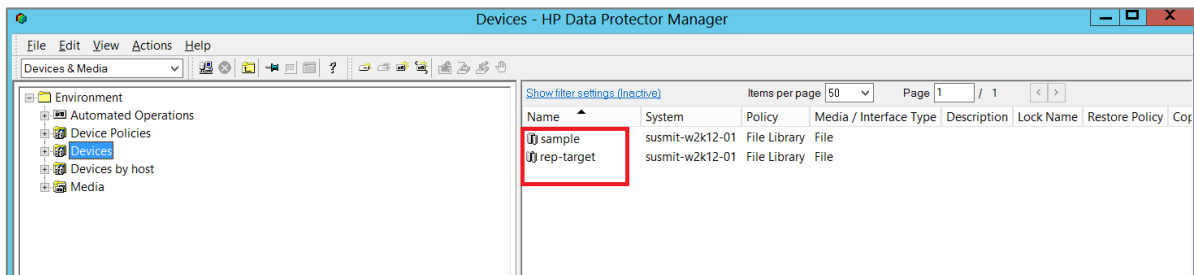 Devices - HP Data Protector Manager
File Edit View Actions Help
Devices & Media
Show filter settings (Inactive) Items per page 50 Page 1 / 1 < >
Environment
Automated Operations
Device Policies
Devices
Devices by host
Media
Name System Policy Media / Interface Type Description Lock Name Restore Policy Cop
sample susmit-w2k12-01 File Library File
rep-target susmit-w2k12-01 File Library File